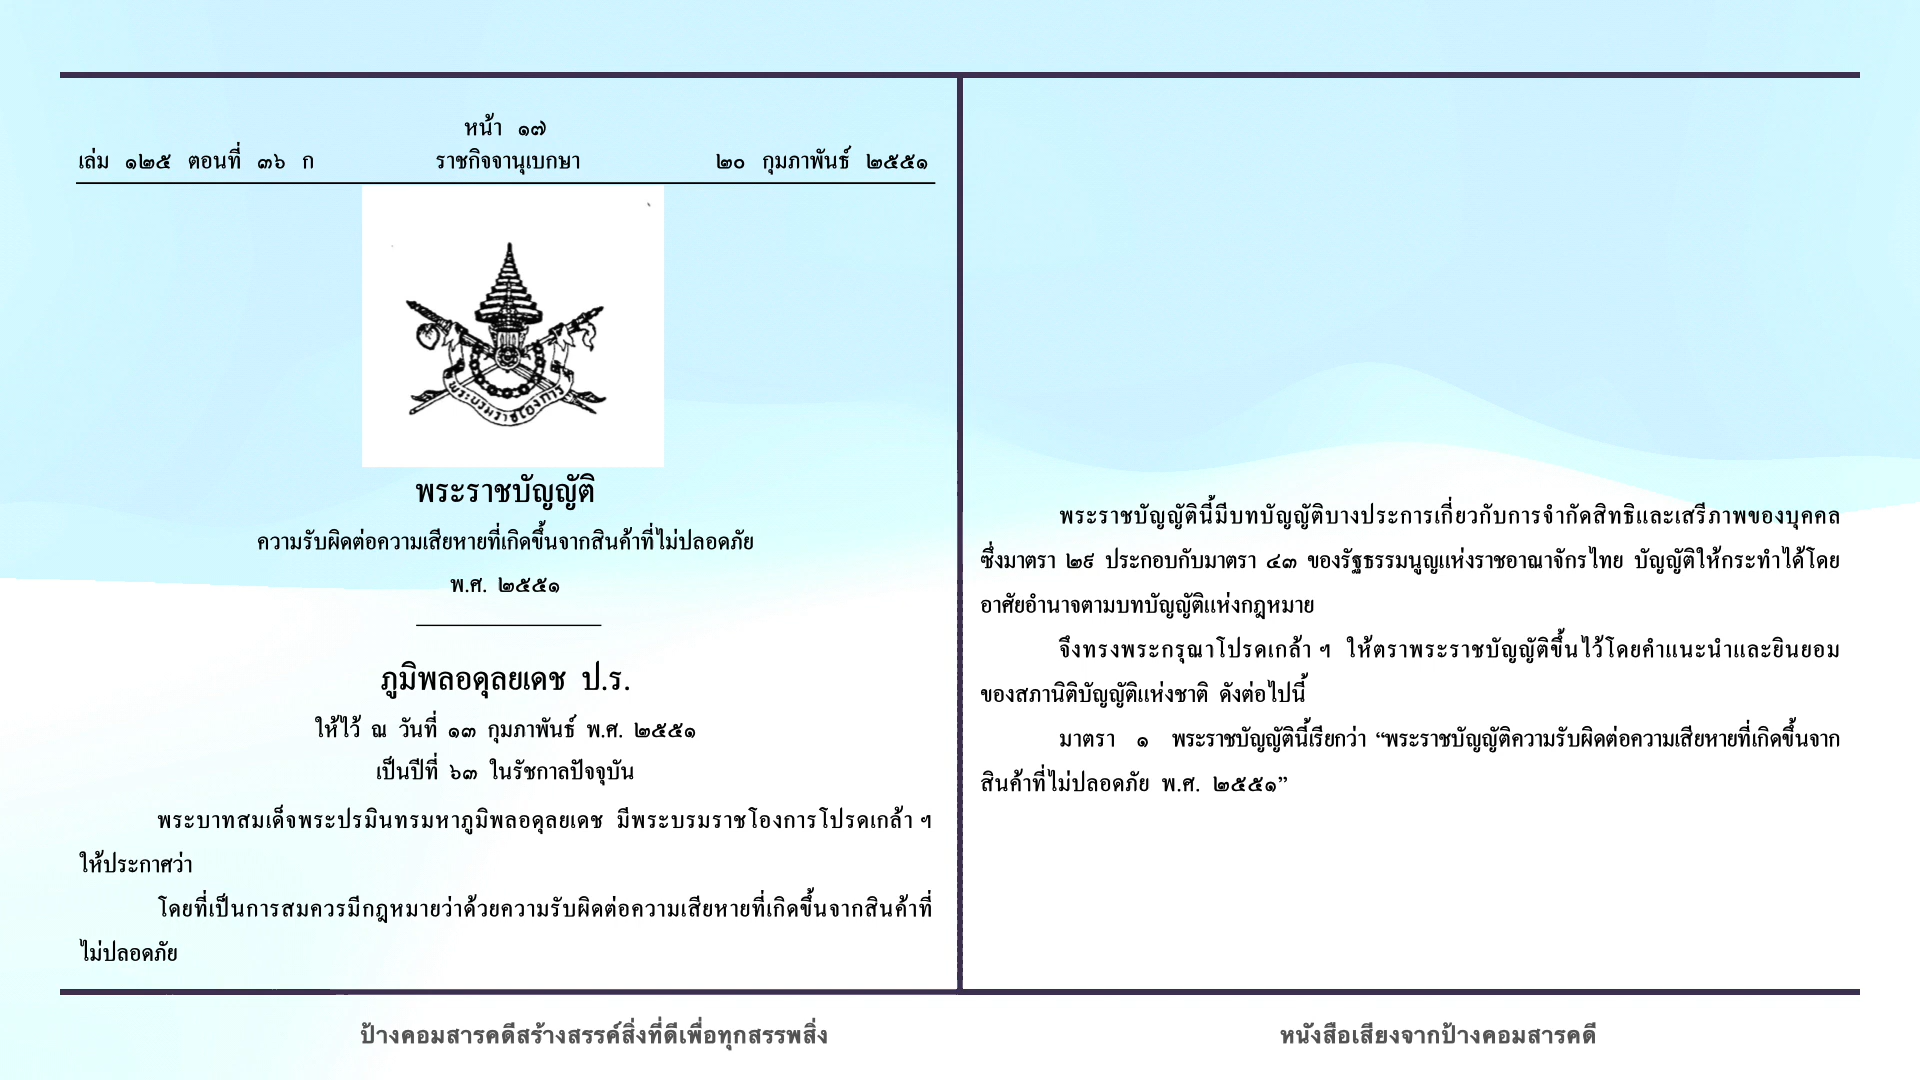 หน้า ๑๗
เล่ม ๑๒๕ ตอนที่ ๓๖ ก ราชกิจจานุเบกษา ๒๐ กุมภาพันธ์ ๒๕๕๑
พระบรมราชโองการ
พระราชบัญญัติ
ความรับผิดต่อความเสียหายที่เกิดขึ้นจากสินค้าที่ไม่ปลอดภัย
พ.ศ. ๒๕๕๑
ภูมิพลอดุลยเดช ป.ร.
ให้ไว้ ณ วันที่ ๑๓ กุมภาพันธ์ พ.ศ. ๒๕๕๑
เป็นปีที่ ๖๓ ในรัชกาลปัจจุบัน
พระบาทสมเด็จพระปรมินทรมหาภูมิพลอดุลยเดช มีพระบรมราชโองการโปรดเกล้า ฯ
ให้ประกาศว่า
โดยที่เป็นการสมควรมีกฎหมายว่าด้วยความรับผิดต่อความเสียหายที่เกิดขึ้นจากสินค้าที่
ไม่ปลอดภัย
พระราชบัญญัตินี้มีบทบัญญัติบางประการเกี่ยวกับการจำกัดสิทธิและเสรีภาพของบุคคล
ซึ่งมาตรา ๒๙ ประกอบกับมาตรา ๔๓ ของรัฐธรรมนูญแห่งราชอาณาจักรไทย บัญญัติให้กระทำได้โดย
อาศัยอำนาจตามบทบัญญัติแห่งกฎหมาย
จึงทรงพระกรุณาโปรดเกล้า ฯ ให้ตราพระราชบัญญัติขึ้นไว้โดยคำแนะนำและยินยอม
ของสภานิติบัญญัติแห่งชาติ ดังต่อไปนี้
มาตรา ๑ พระราชบัญญัตินี้เรียกว่า “พระราชบัญญัติความรับผิดต่อความเสียหายที่เกิดขึ้นจาก
สินค้าที่ไม่ปลอดภัย พ.ศ. ๒๕๕๑”
ป้างคอมสารคดีสร้างสรรค์สิ่งที่ดีเพื่อทุกสรรพสิ่ง
หนังสือเสียงจากป้างคอมสารคดี